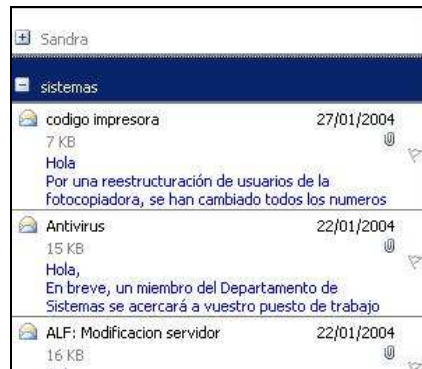 Sandra
sistemas
codigo impresora 27/01/2004
7 KB
Hola
Por una reestructuración de usuarios de la
fotocopiadora, se han cambiado todos los numeros
Antivirus 22/01/2004
15 KB
Hola,
En breve, un miembro del Departamento de
Sistemas se acercará a vuestro puesto de trabajo
ALF: Modificacion servidor 22/01/2004
16 KB